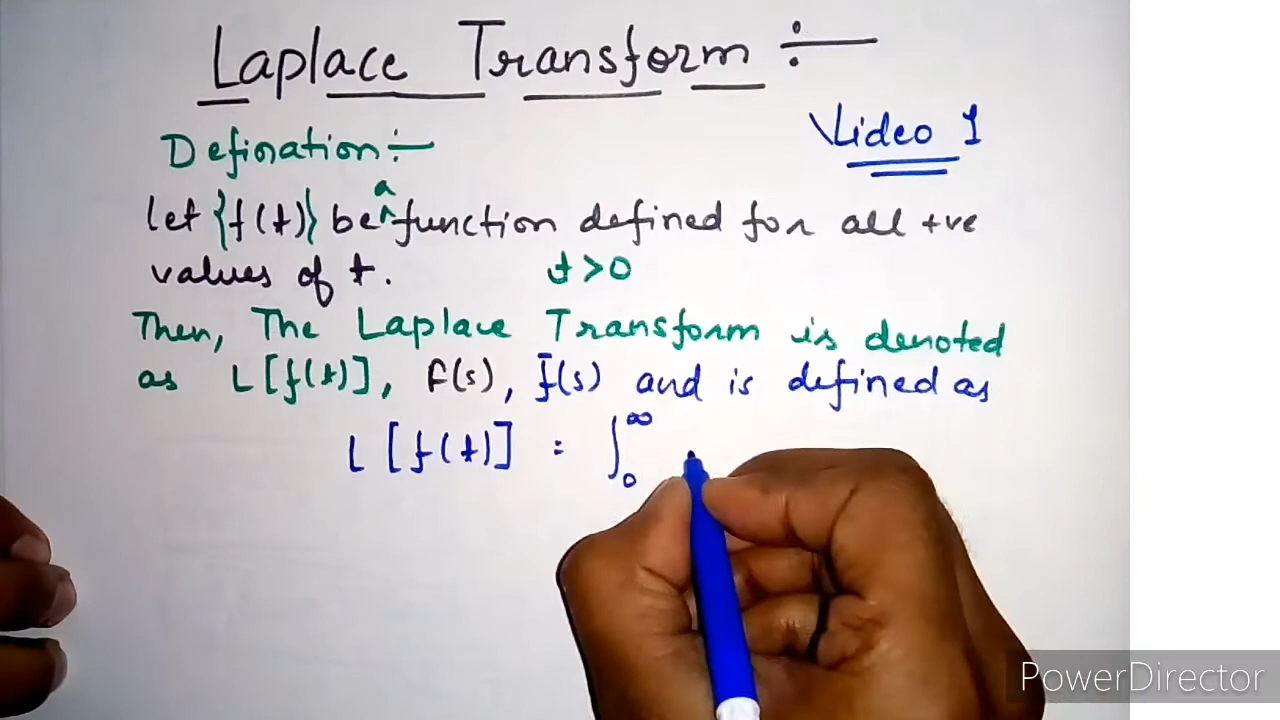 Laplace Transform ÷
Video 1
Defination ÷
let {f(t)} be a function defined for all +ve
values of t. t>0
Then, The Laplace Transform is denoted
as L[f(t)], F(s), f̄(s) and is defined as
L [f(t)] = ∫₀^∞
PowerDirector